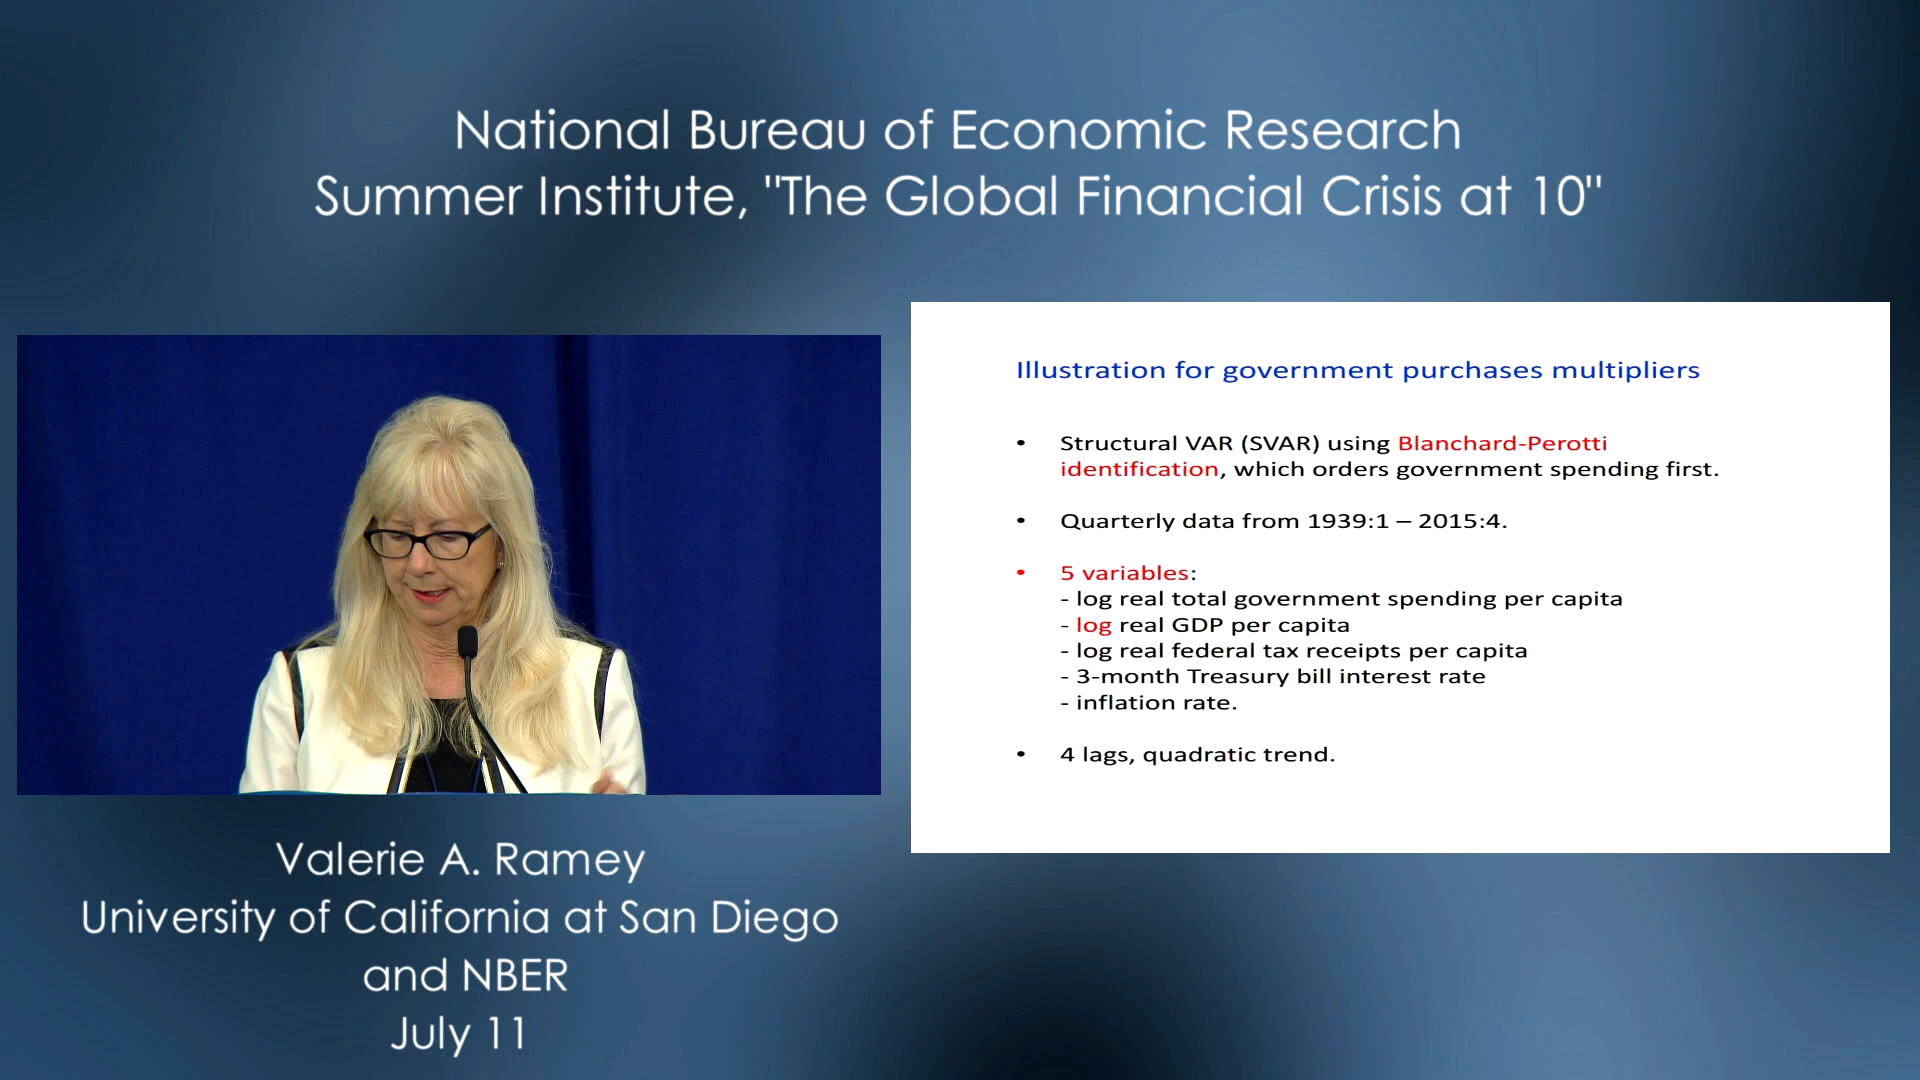 National Bureau of Economic Research
Summer Institute, "The Global Financial Crisis at 10"
Illustration for government purchases multipliers
• Structural VAR (SVAR) using Blanchard-Perotti
identification, which orders government spending first.
• Quarterly data from 1939:1 – 2015:4.
• 5 variables:
- log real total government spending per capita
- log real GDP per capita
- log real federal tax receipts per capita
- 3-month Treasury bill interest rate
- inflation rate.
• 4 lags, quadratic trend.
Valerie A. Ramey
University of California at San Diego
and NBER
July 11